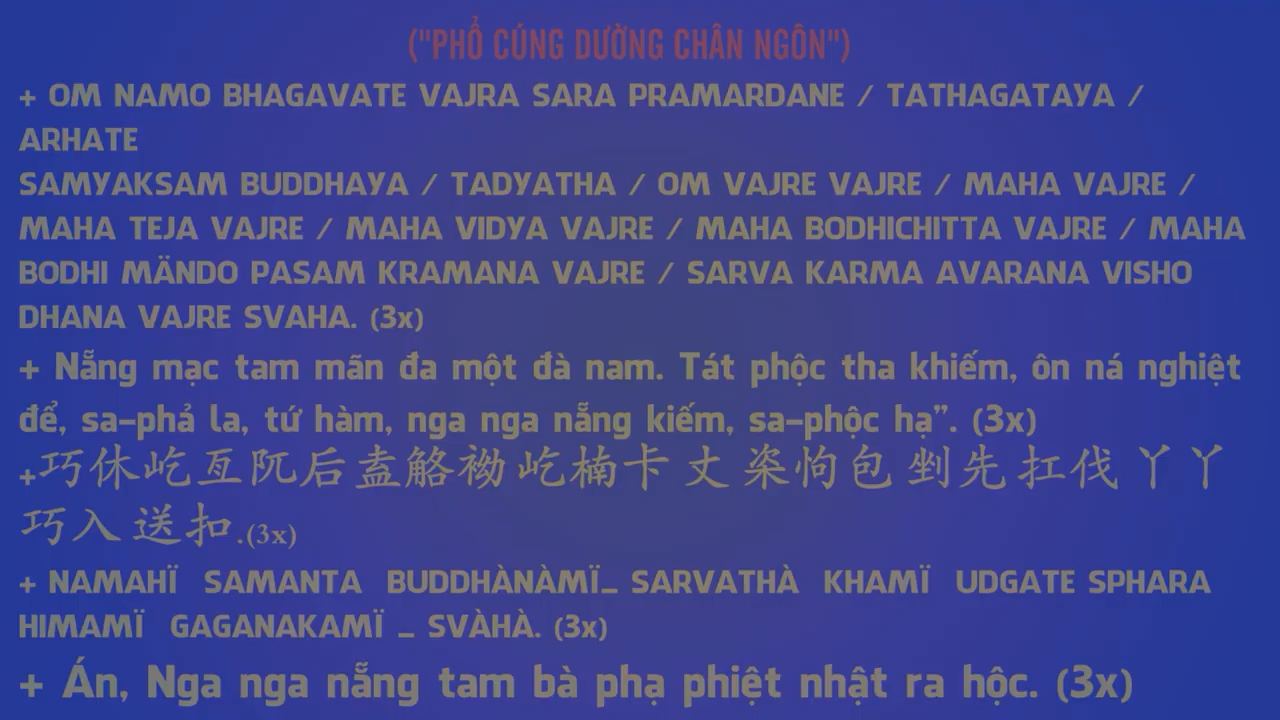 ("PHỔ CÚNG DƯỜNG CHÂN NGÔN")
+ OM NAMO BHAGAVATE VAJRA SARA PRAMARDANE / TATHAGATAYA /
ARHATE
SAMYAKSAM BUDDHAYA / TADYATHA / OM VAJRE VAJRE / MAHA VAJRE /
MAHA TEJA VAJRE / MAHA VIDYA VAJRE / MAHA BODHICHITTA VAJRE / MAHA
BODHI MÄNDO PASAM KRAMANA VAJRE / SARVA KARMA AVARANA VISHO
DHANA VAJRE SVAHA. (3x)
+ Nẵng mạc tam mãn đa một đà nam. Tát phộc tha khiếm, ôn ná nghiệt
để, sa-phả la, tứ hàm, nga nga nẵng kiếm, sa-phộc hạ”. (3x)
+巧休屹亙阢后盍觡袎屹楠卡丈栥怐包剉先扛伐丫丫
巧入送扣.(3x)
+ NAMAHÏ SAMANTA BUDDHÀNÀMÏ_ SARVATHÀ KHAMÏ UDGATE SPHARA
HIMAMÏ GAGANAKAMÏ _ SVÀHÀ. (3x)
+ Án, Nga nga nẵng tam bà phạ phiệt nhật ra hộc. (3x)